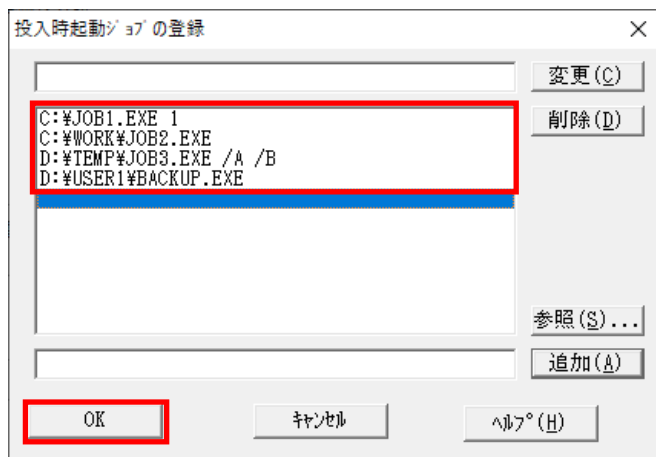 投入時起動ｼﾞｮﾌﾞの登録
変更(C)
C:¥JOB1.EXE 1
C:¥WORK¥JOB2.EXE
D:¥TEMP¥JOB3.EXE /A /B
D:¥USER1¥BACKUP.EXE
削除(D)
参照(S)...
追加(A)
OK
ｷｬﾝｾﾙ
ﾍﾙﾌﾟ(H)